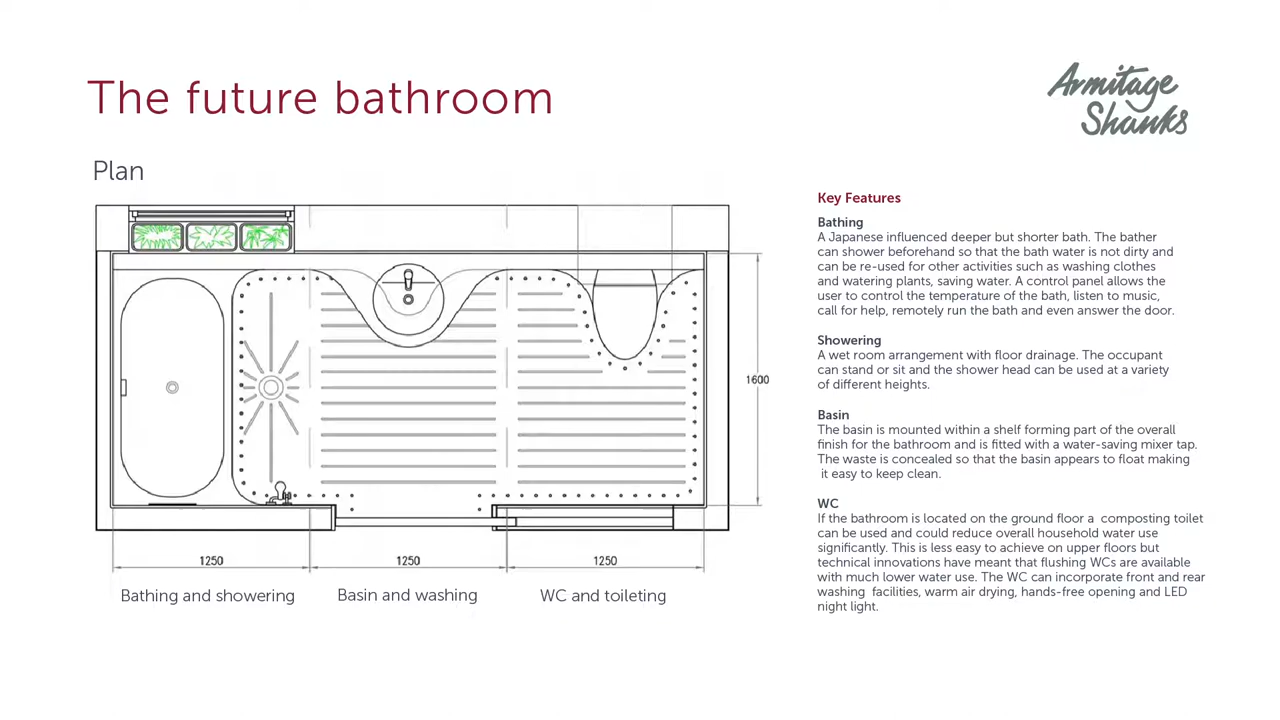 The future bathroom
Armitage
Shanks
Plan
1600
1250
1250
1250
Bathing and showering
Basin and washing
WC and toileting
Key Features
Bathing
A Japanese influenced deeper but shorter bath. The bather
can shower beforehand so that the bath water is not dirty and
can be re-used for other activities such as washing clothes
and watering plants, saving water. A control panel allows the
user to control the temperature of the bath, listen to music,
call for help, remotely run the bath and even answer the door.
Showering
A wet room arrangement with floor drainage. The occupant
can stand or sit and the shower head can be used at a variety
of different heights.
Basin
The basin is mounted within a shelf forming part of the overall
finish for the bathroom and is fitted with a water-saving mixer tap.
The waste is concealed so that the basin appears to float making
it easy to keep clean.
WC
If the bathroom is located on the ground floor a composting toilet
can be used and could reduce overall household water use
significantly. This is less easy to achieve on upper floors but
technical innovations have meant that flushing WCs are available
with much lower water use. The WC can incorporate front and rear
washing facilities, warm air drying, hands-free opening and LED
night light.